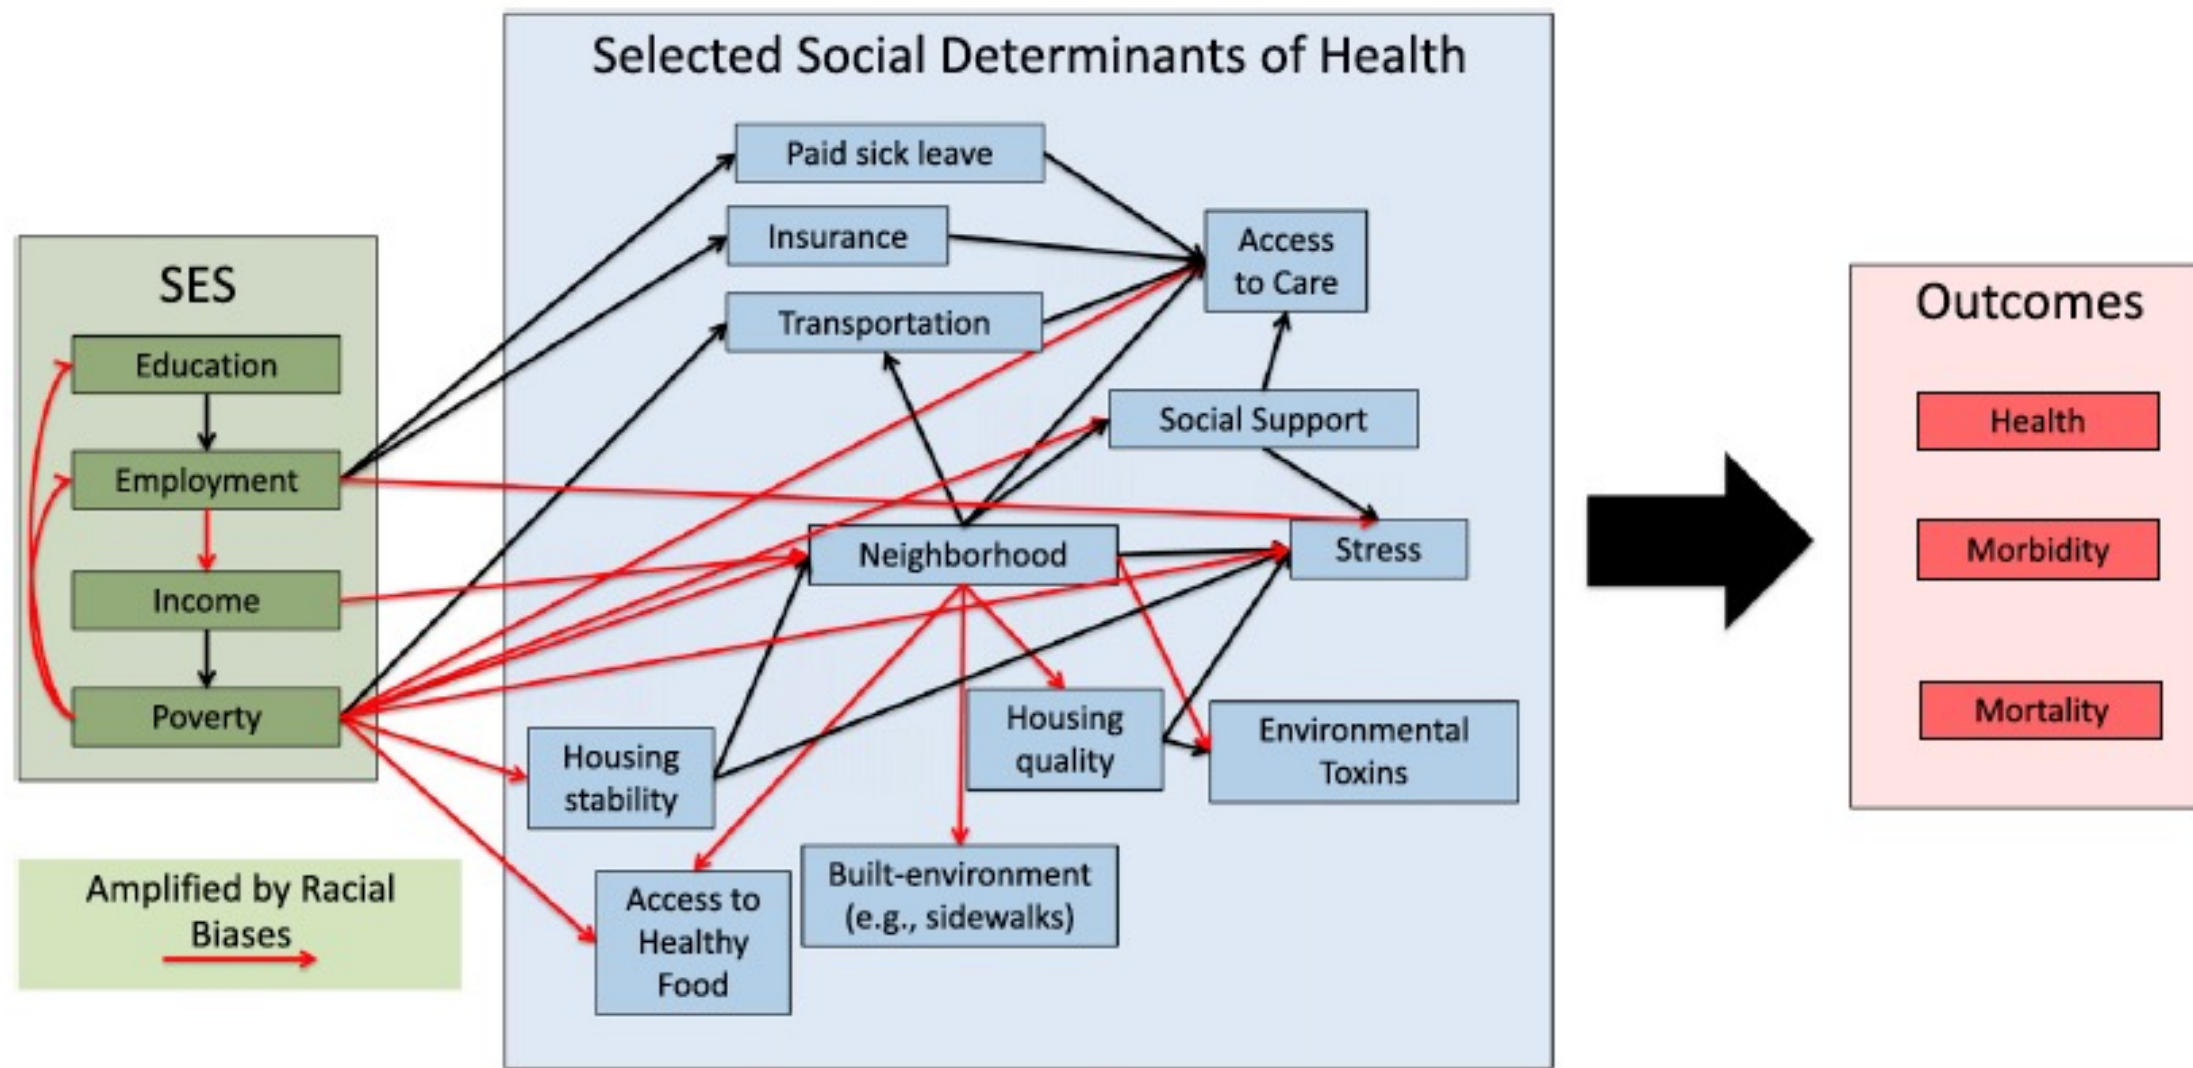 Selected Social Determinants of Health
SES
Education
Employment
Income
Poverty
Amplified by Racial
Biases
Paid sick leave
Insurance
Transportation
Access
to Care
Social Support
Neighborhood
Stress
Housing
stability
Housing
quality
Environmental
Toxins
Access to
Healthy
Food
Built-environment
(e.g., sidewalks)
Outcomes
Health
Morbidity
Mortality